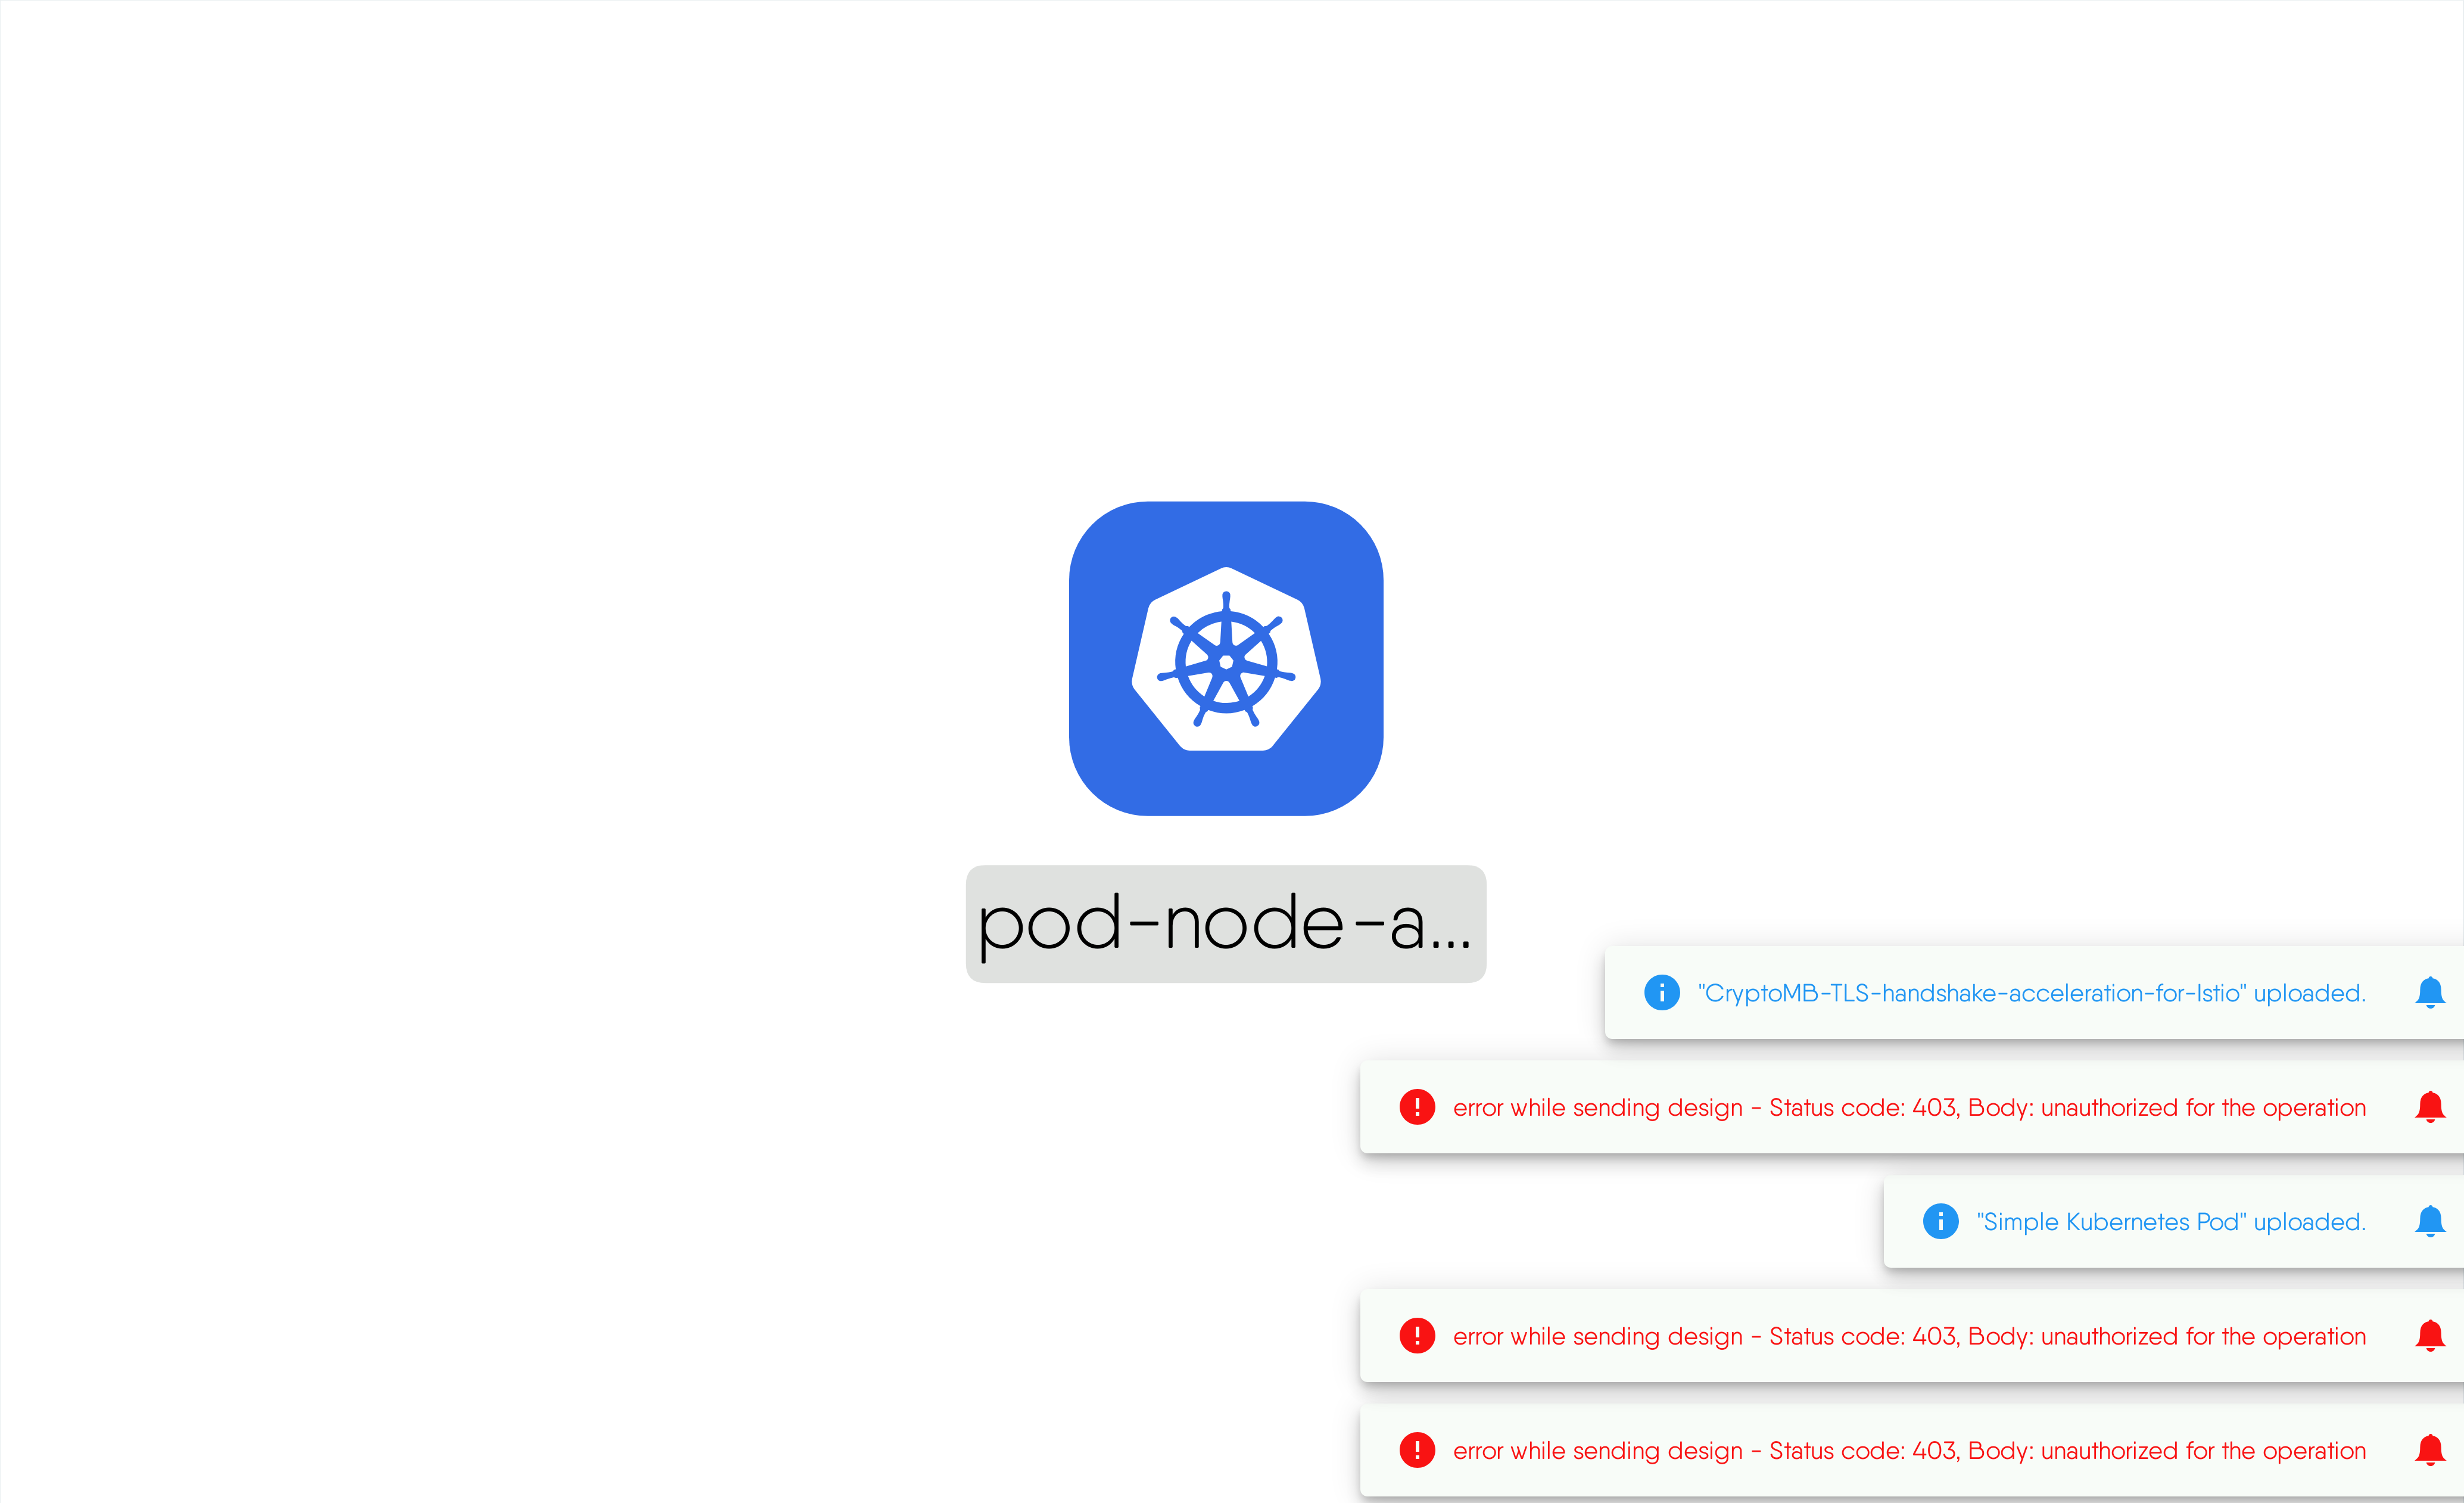 pod-node-a...
"CryptoMB-TLS-handshake-acceleration-for-Istio" uploaded.
error while sending design - Status code: 403, Body: unauthorized for the operation
"Simple Kubernetes Pod" uploaded.
error while sending design - Status code: 403, Body: unauthorized for the operation
error while sending design - Status code: 403, Body: unauthorized for the operation